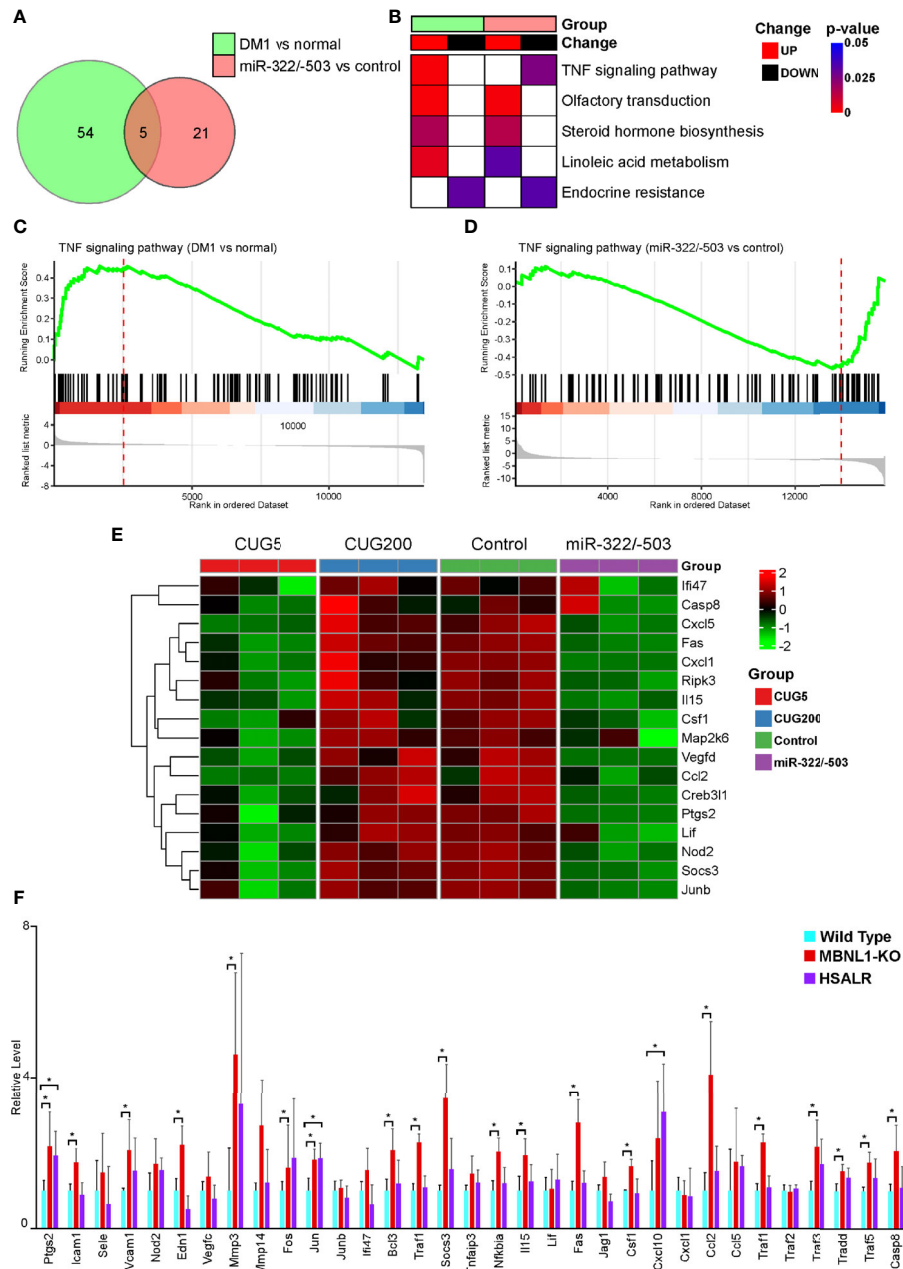 A
DM1 vs normal
miR-322/-503 vs control
54
5
21
B
Group
Change
TNF signaling pathway
Olfactory transduction
Steroid hormone biosynthesis
Linoleic acid metabolism
Endocrine resistance
Change
UP
DOWN
p-value
0.05
0.025
0
C
TNF signaling pathway (DM1 vs normal)
Running Enrichment Score
0.4
0.2
0.0
10000
Ranked list metric
4
0
-4
-8
5000
10000
Rank in ordered Dataset
D
TNF signaling pathway (miR-322/-503 vs control)
Running Enrichment Score
0.1
0.0
-0.1
-0.2
-0.3
-0.4
-0.5
Ranked list metric
15
10
5
0
-5
-10
4000
8000
12000
Rank in ordered Dataset
E
CUG5
CUG200
Control
miR-322/-503
Group
Ifi47
Casp8
Cxcl5
Fas
Cxcl1
Ripk3
Il15
Csf1
Map2k6
Vegfd
Ccl2
Creb3l1
Ptgs2
Lif
Nod2
Socs3
Junb
2
1
0
-1
-2
Group
CUG5
CUG200
Control
miR-322/-503
F
Relative Level
8
4
0
Wild Type
MBNL1-KO
HSALR
* * * * * * * * * * * * * * * * * * * * * * *
Ptgs2
Icam1
Sele
Vcam1
Nod2
Edn1
Vegfc
Mmp3
Mmp14
Fos
Jun
Junb
Ifi47
Bcl3
Traf1
Socs3
Tnfaip3
Nfkbia
Il15
Lif
Fas
Jag1
Csf1
Cxcl10
Cxcl1
Ccl2
Ccl5
Traf1
Traf2
Traf3
Tradd
Traf5
Casp8